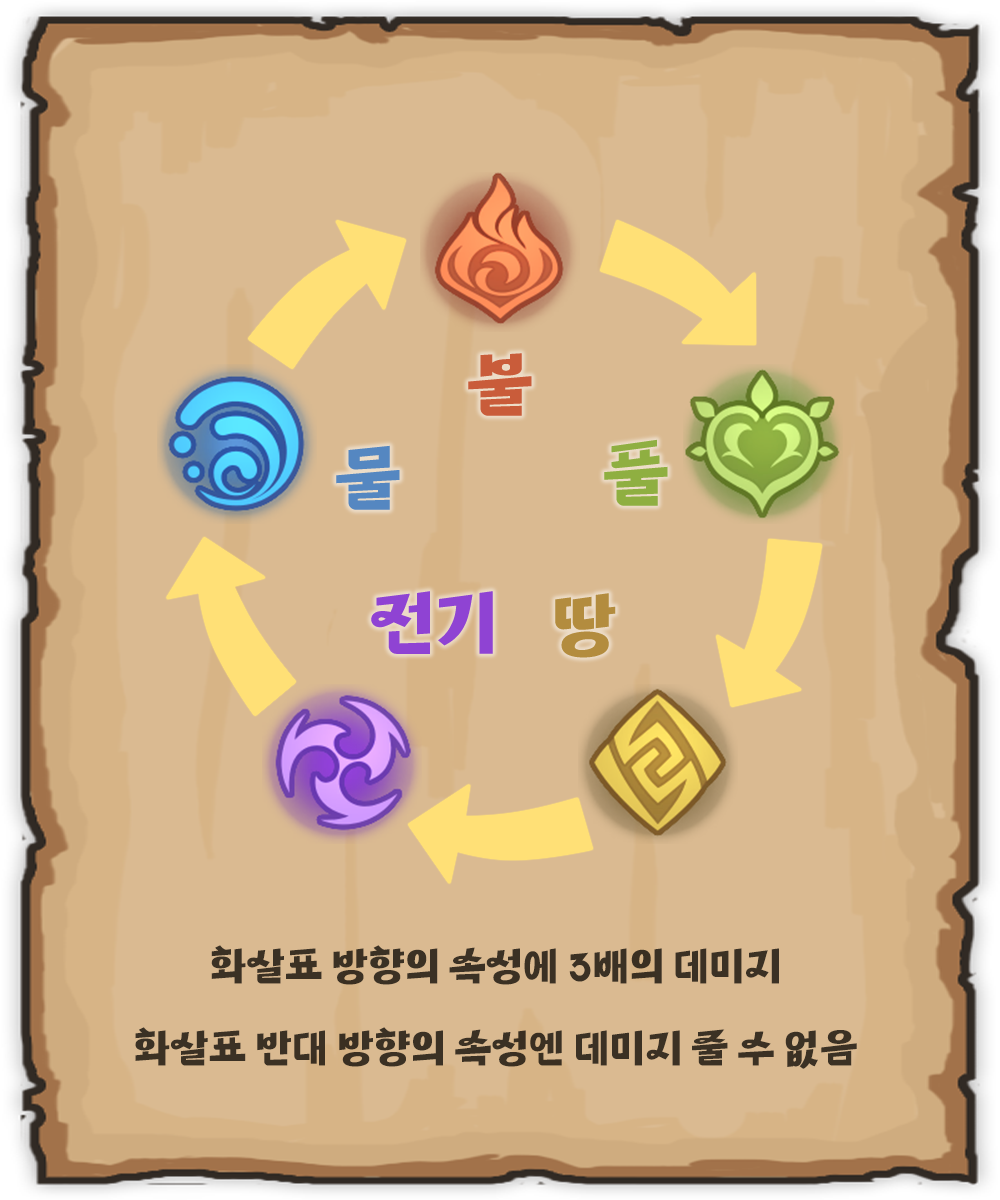 불
물
풀
전기
땅
화살표 방향의 속성에 3배의 데미지
화살표 반대 방향의 속성엔 데미지 줄 수 없음